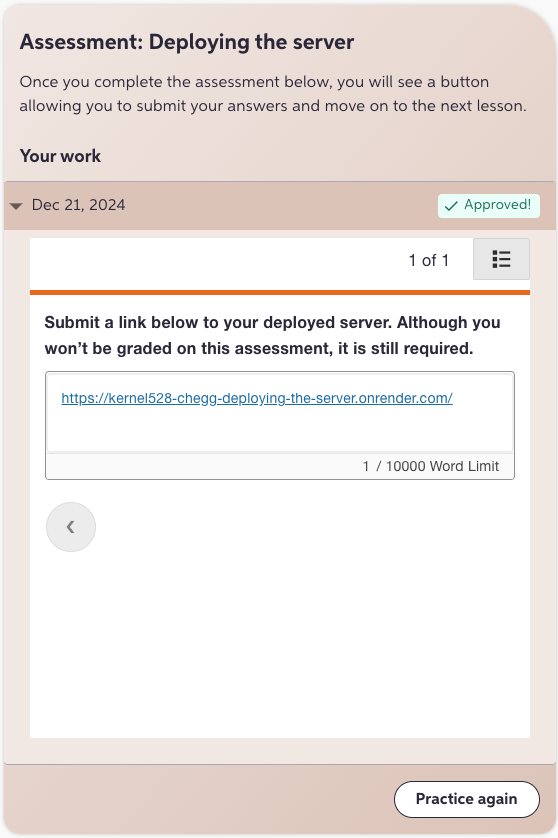 Assessment: Deploying the server
Once you complete the assessment below, you will see a button
allowing you to submit your answers and move on to the next lesson.
Your work
Dec 21, 2024
Approved!
1 of 1
Submit a link below to your deployed server. Although you
won’t be graded on this assessment, it is still required.
https://kernel528-chegg-deploying-the-server.onrender.com/
1 / 10000 Word Limit
Practice again